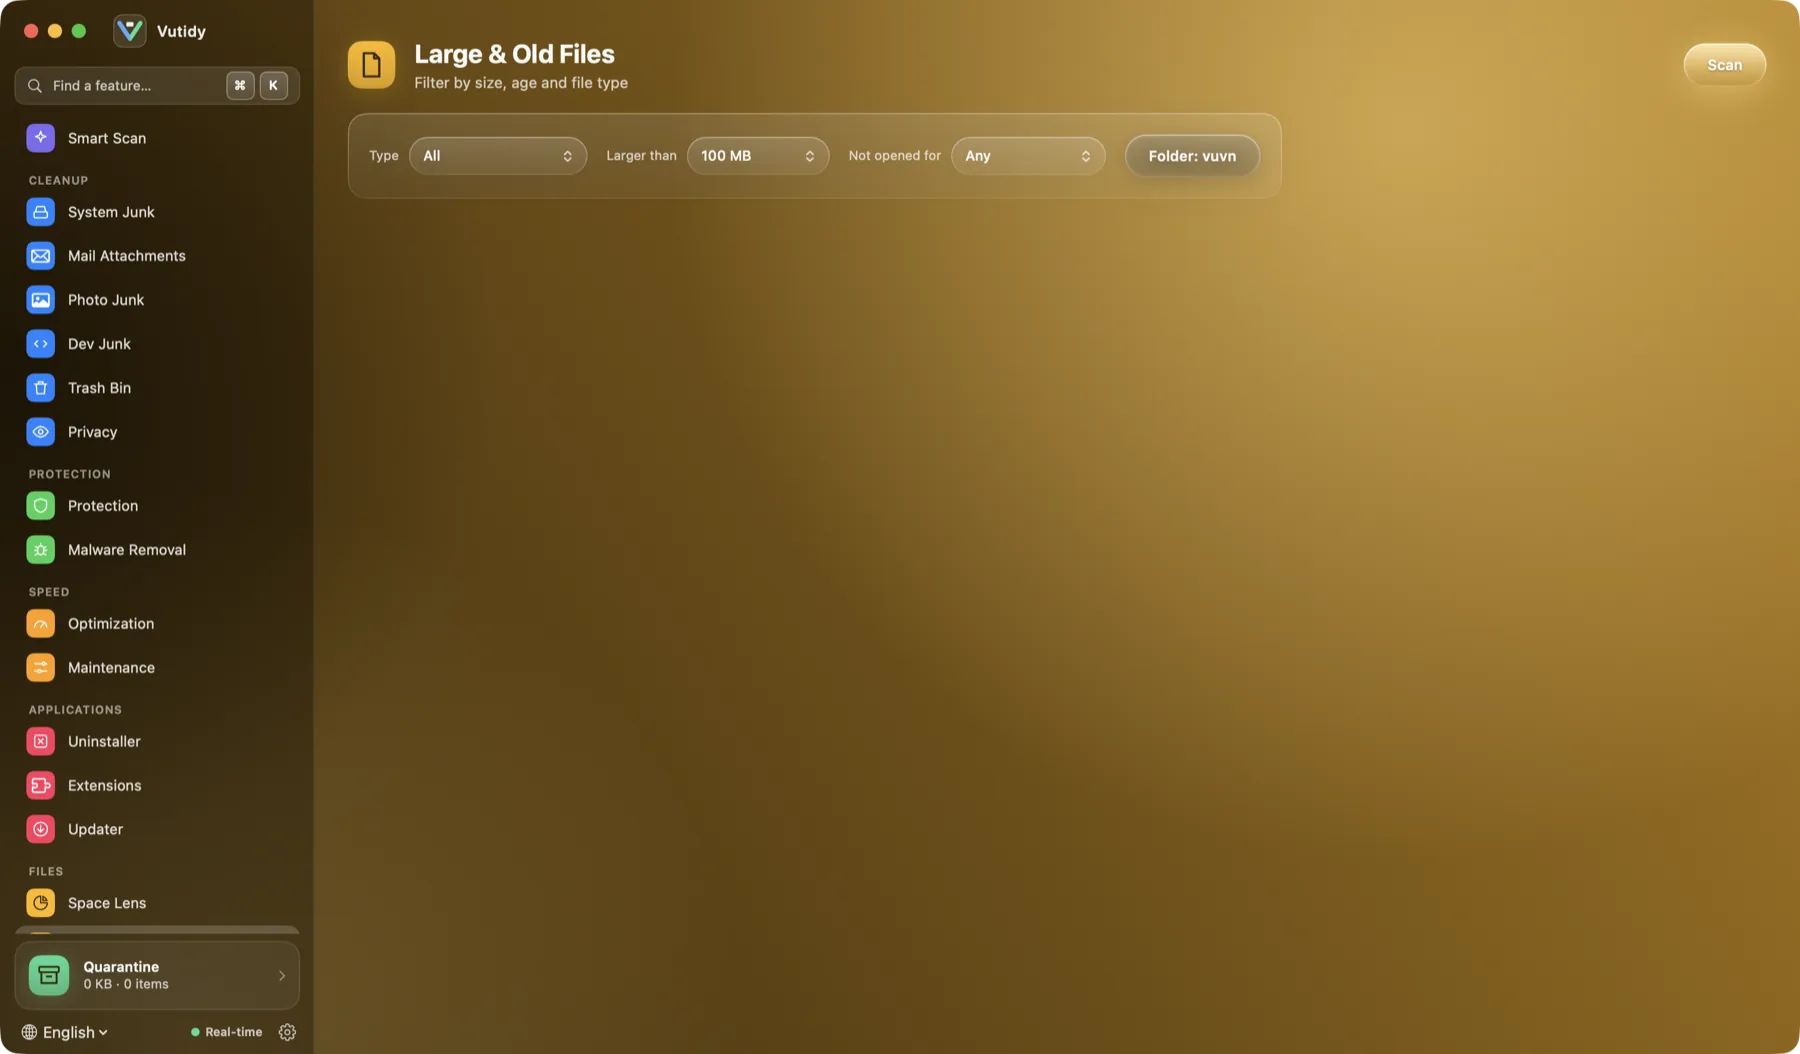 Vutidy
Find a feature...
⌘ K
Smart Scan
CLEANUP
System Junk
Mail Attachments
Photo Junk
Dev Junk
Trash Bin
Privacy
PROTECTION
Protection
Malware Removal
SPEED
Optimization
Maintenance
APPLICATIONS
Uninstaller
Extensions
Updater
FILES
Space Lens
Quarantine
0 KB · 0 items
English
Real-time
Large & Old Files
Filter by size, age and file type
Scan
Type All Larger than 100 MB Not opened for Any Folder: vuvn